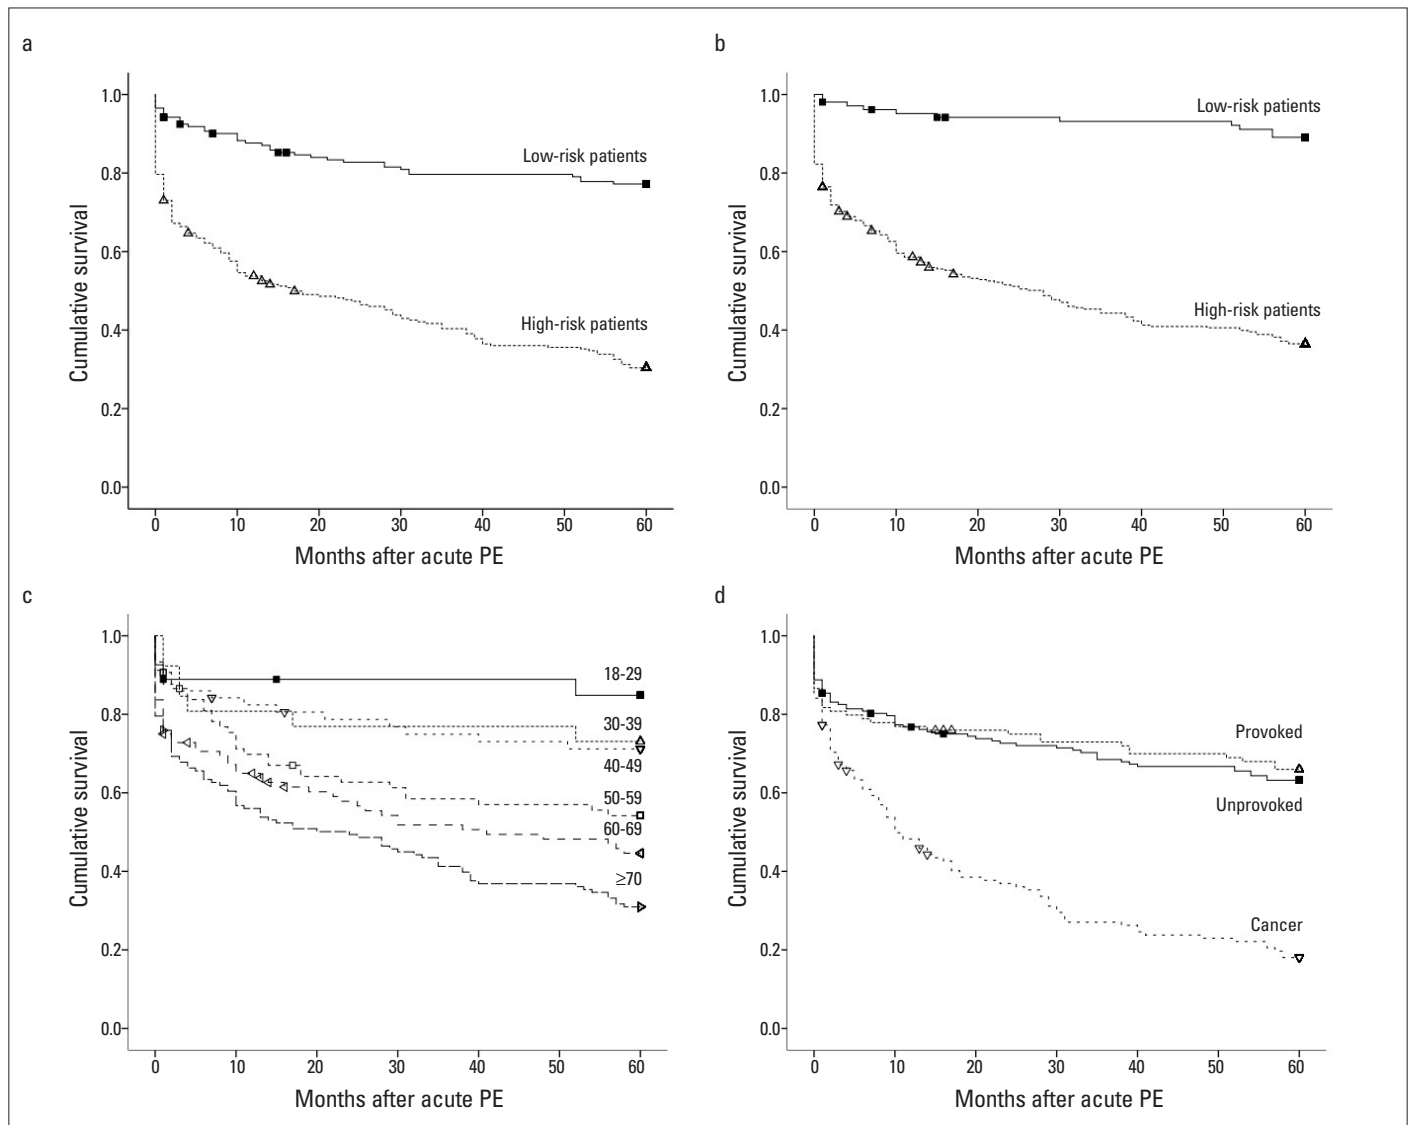 a
Cumulative survival
1.0
0.8
0.6
0.4
0.2
0.0
Low-risk patients
High-risk patients
0 10 20 30 40 50 60
Months after acute PE
b
Cumulative survival
1.0
0.8
0.6
0.4
0.2
0.0
Low-risk patients
High-risk patients
0 10 20 30 40 50 60
Months after acute PE
c
Cumulative survival
1.0
0.8
0.6
0.4
0.2
0.0
18-29
30-39
40-49
50-59
60-69
≥70
0 10 20 30 40 50 60
Months after acute PE
d
Cumulative survival
1.0
0.8
0.6
0.4
0.2
0.0
Provoked
Unprovoked
Cancer
0 10 20 30 40 50 60
Months after acute PE